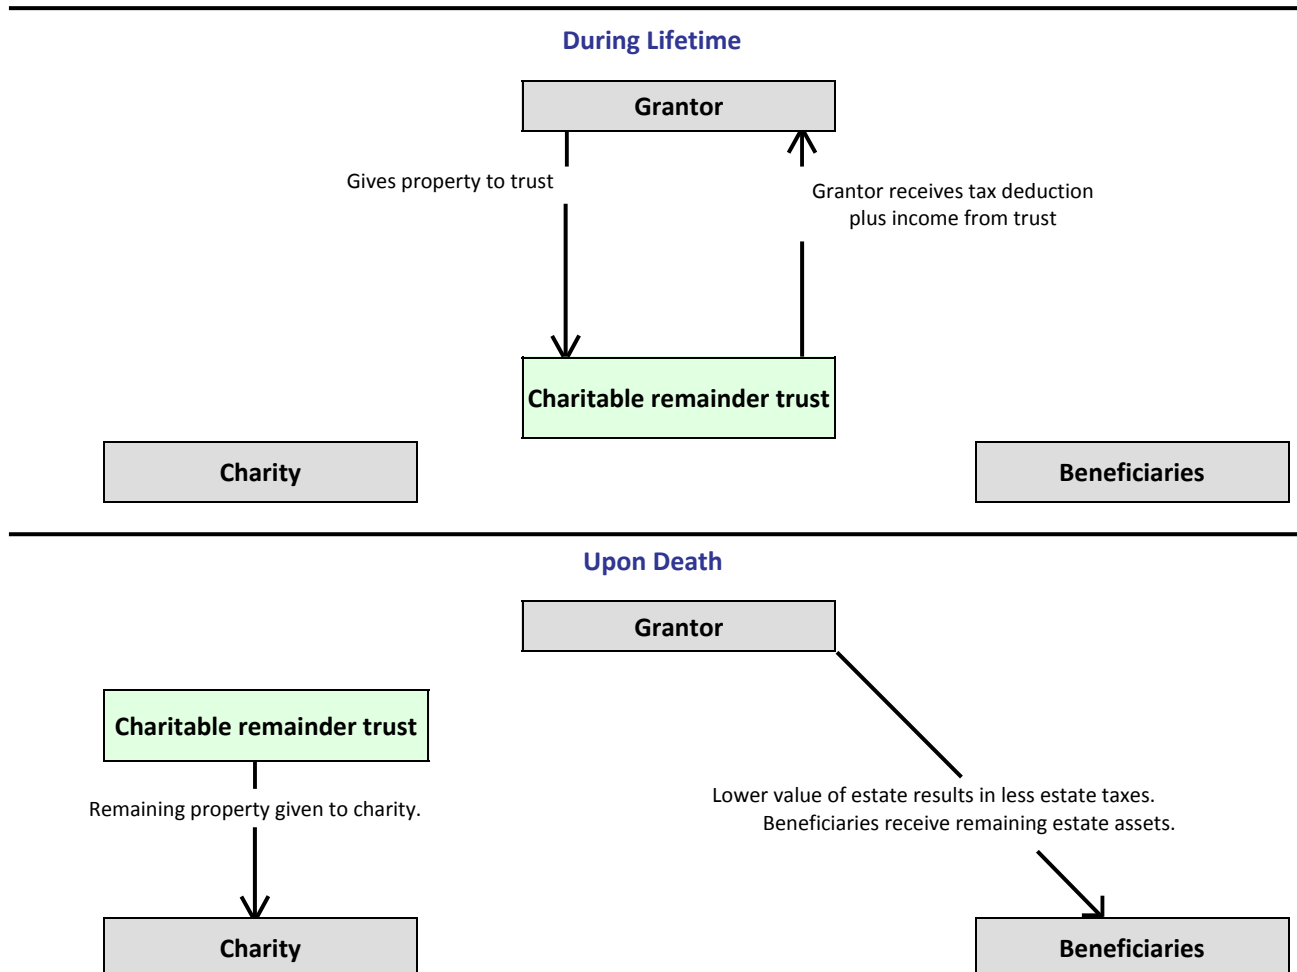 During Lifetime
Grantor
Gives property to trust
Grantor receives tax deduction
plus income from trust
Charitable remainder trust
Charity
Beneficiaries
Upon Death
Grantor
Charitable remainder trust
Remaining property given to charity.
Lower value of estate results in less estate taxes.
Beneficiaries receive remaining estate assets.
Charity
Beneficiaries